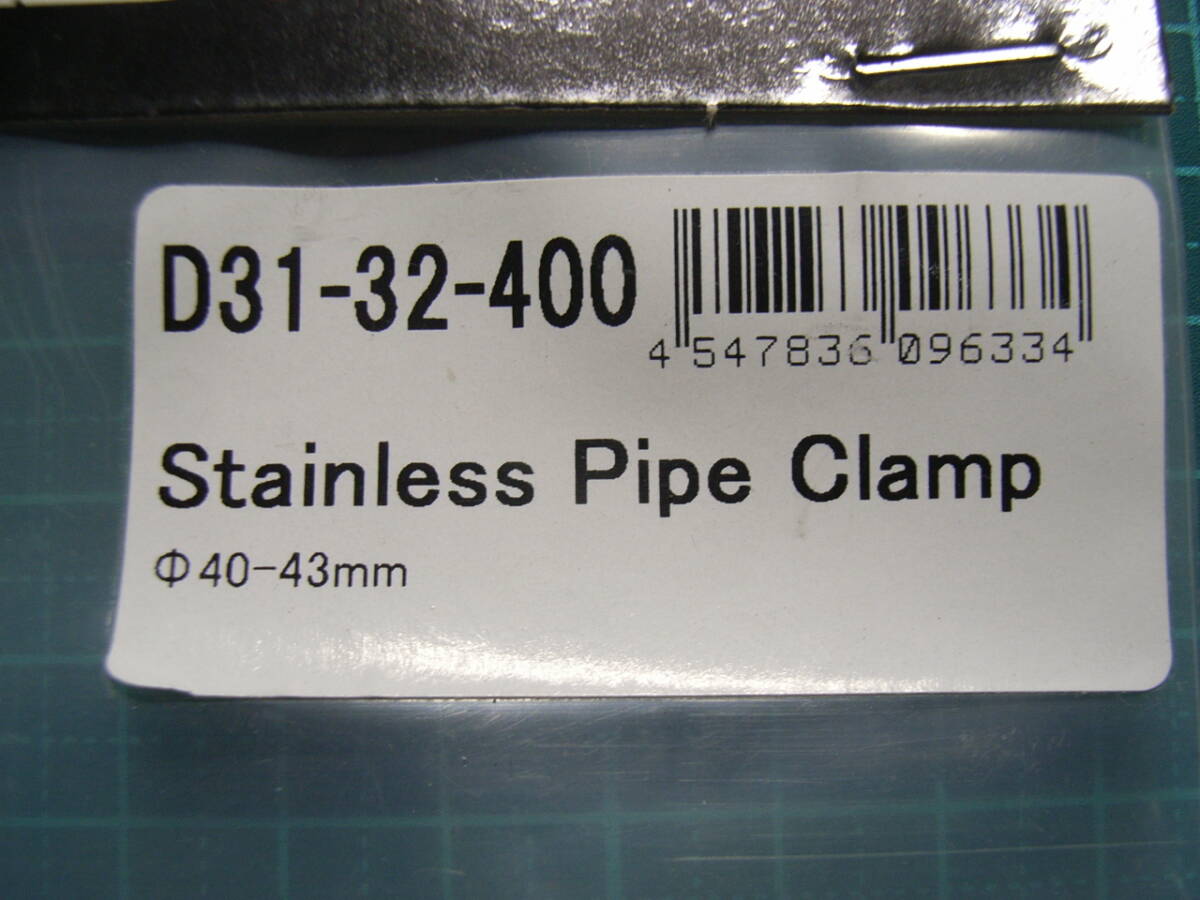 D31-32-400
4 547836 096334
Stainless Pipe Clamp
Φ40-43mm